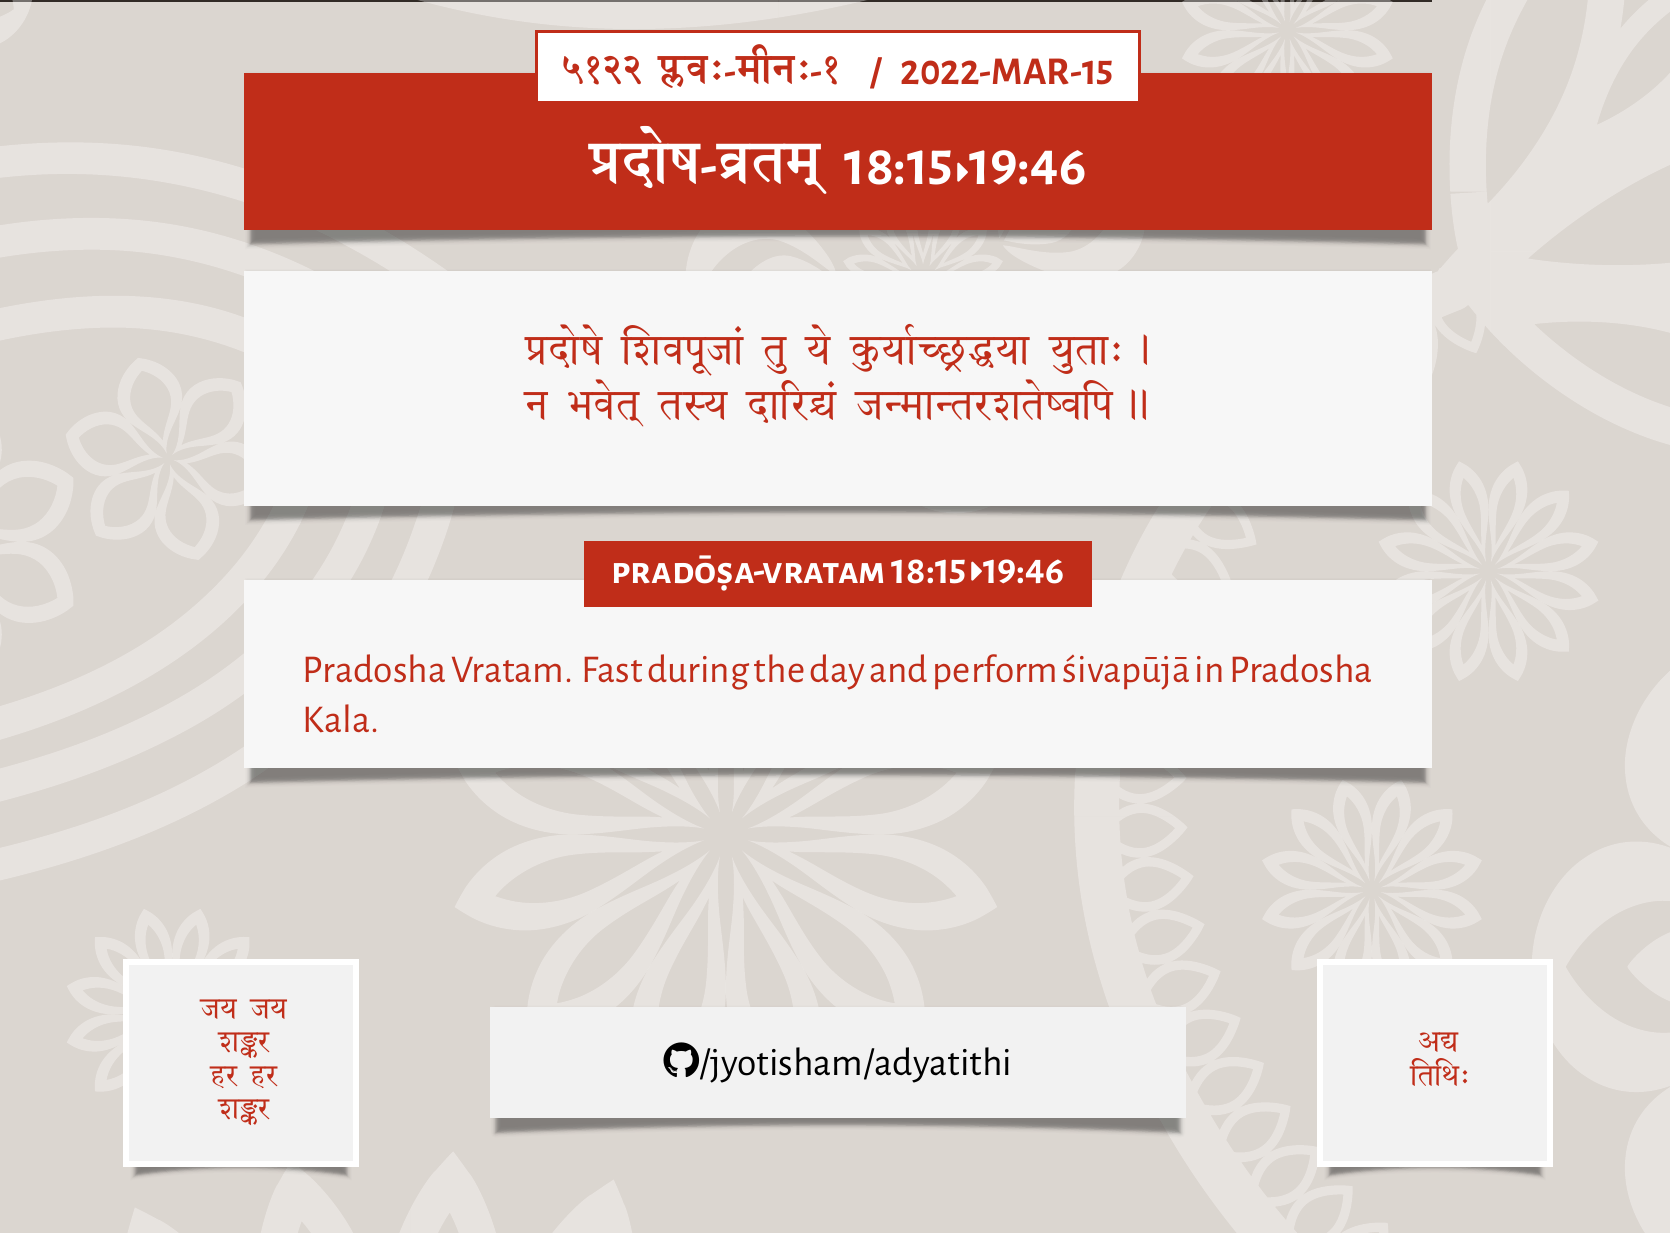 ५१२२ प्लवः-मीनः-१ / 2022-MAR-15
प्रदोष-व्रतम् 18:15▸19:46
प्रदोषे शिवपूजां तु ये कुर्याच्छ्रद्धया युताः ।
न भवेत् तस्य दारिद्र्यं जन्मान्तरशतेष्वपि ॥
PRADŌṢA-VRATAM 18:15▸19:46
Pradosha Vratam. Fast during the day and perform śivapūjā in Pradosha
Kala.
जय जय
शङ्कर
हर हर
शङ्कर
/jyotisham/adyatithi
अद्य
तिथिः